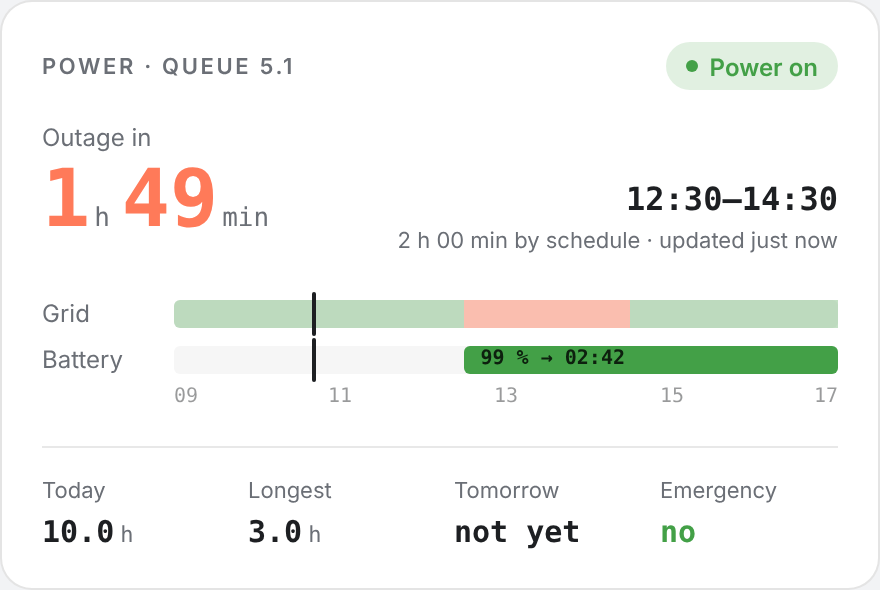 POWER · QUEUE 5.1
Power on
Outage in
1 h 49 min
12:30–14:30
2 h 00 min by schedule · updated just now
Grid
Battery
99 % → 02:42
09 11 13 15 17
Today Longest Tomorrow Emergency
10.0 h 3.0 h not yet no